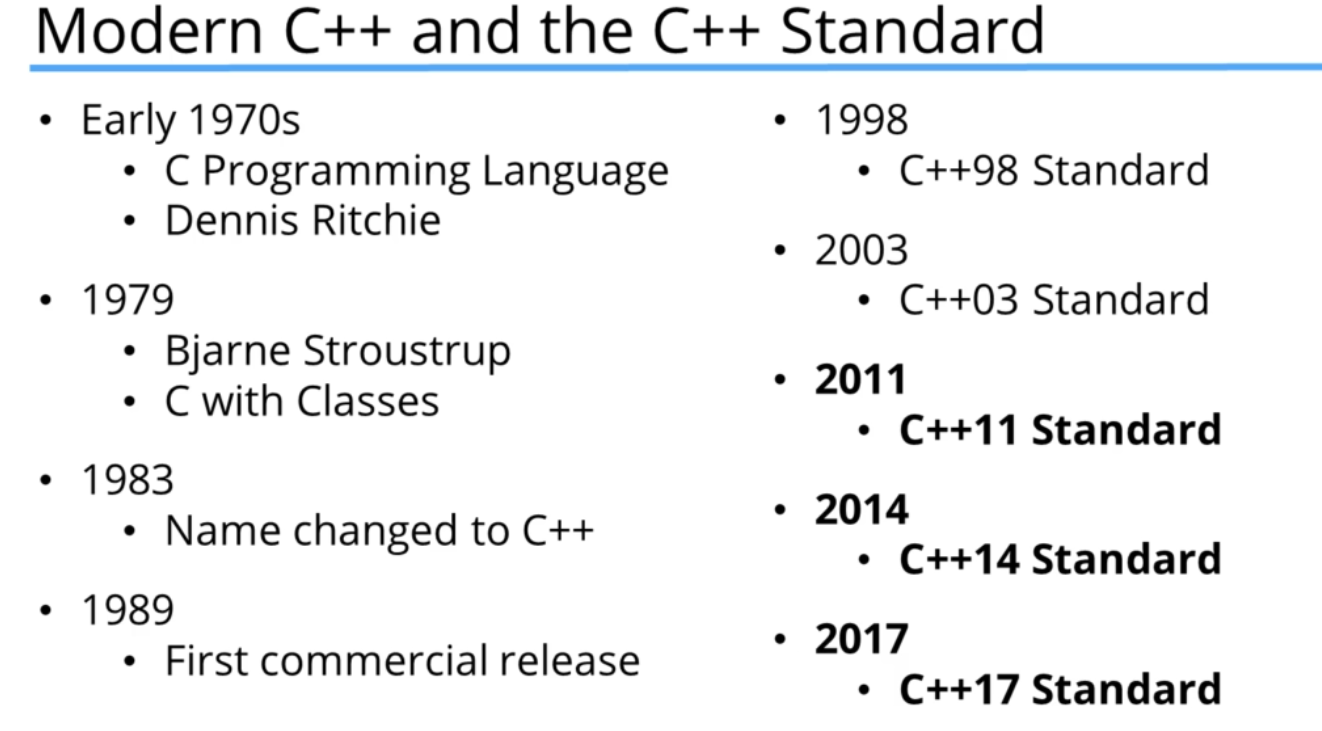 Modern C++ and the C++ Standard
• Early 1970s
• C Programming Language
• Dennis Ritchie
• 1979
• Bjarne Stroustrup
• C with Classes
• 1983
• Name changed to C++
• 1989
• First commercial release
• 1998
• C++98 Standard
• 2003
• C++03 Standard
• 2011
• C++11 Standard
• 2014
• C++14 Standard
• 2017
• C++17 Standard